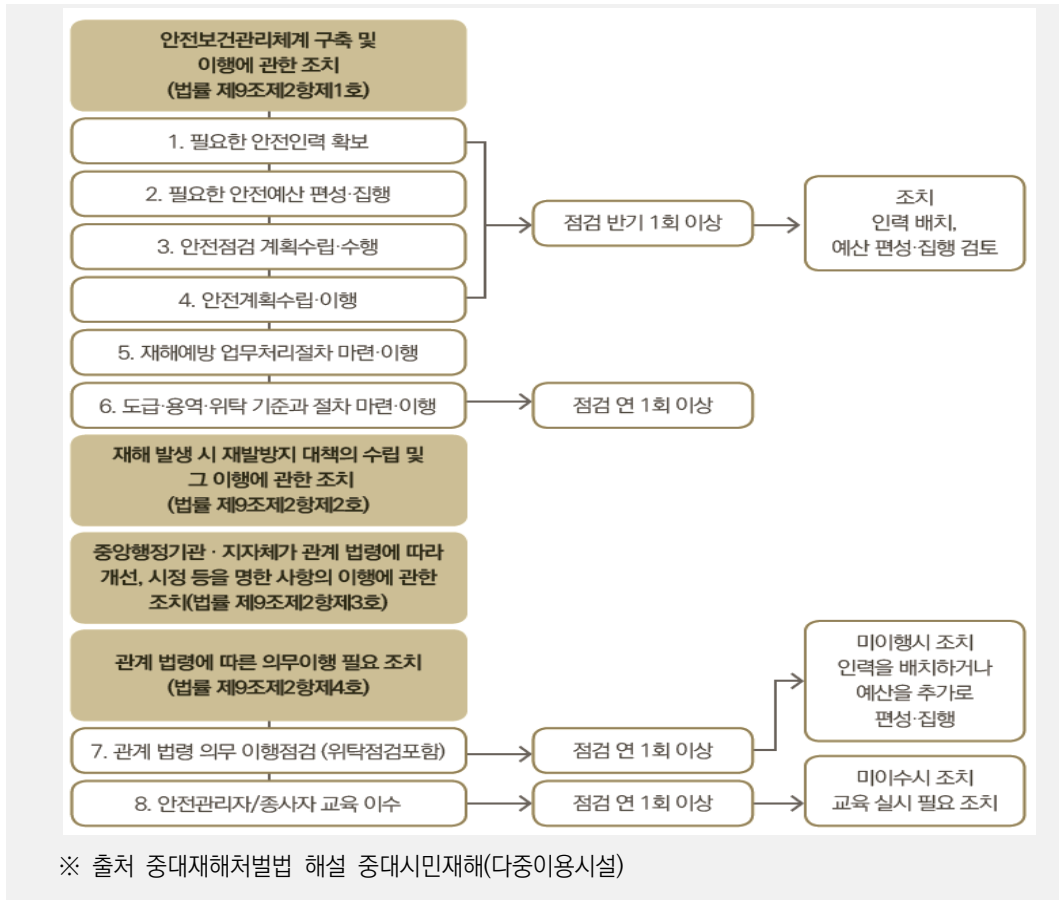 안전보건관리체계 구축 및
이행에 관한 조치
(법률 제9조제2항제1호)
1. 필요한 안전인력 확보
2. 필요한 안전예산 편성·집행
3. 안전점검 계획수립·수행
4. 안전계획수립·이행
점검 반기 1회 이상
조치
인력 배치,
예산 편성·집행 검토
5. 재해예방 업무처리절차 마련·이행
6. 도급·용역·위탁 기준과 절차 마련·이행
점검 연 1회 이상
재해 발생 시 재발방지 대책의 수립 및
그 이행에 관한 조치
(법률 제9조제2항제2호)
중앙행정기관 · 지자체가 관계 법령에 따라
개선, 시정 등을 명한 사항의 이행에 관한
조치(법률 제9조제2항제3호)
관계 법령에 따른 의무이행 필요 조치
(법률 제9조제2항제4호)
7. 관계 법령 의무 이행점검 (위탁점검포함)
점검 연 1회 이상
미이행시 조치
인력을 배치하거나
예산을 추가로
편성·집행
8. 안전관리자/종사자 교육 이수
점검 연 1회 이상
미이수시 조치
교육 실시 필요 조치
※ 출처 중대재해처벌법 해설 중대시민재해(다중이용시설)